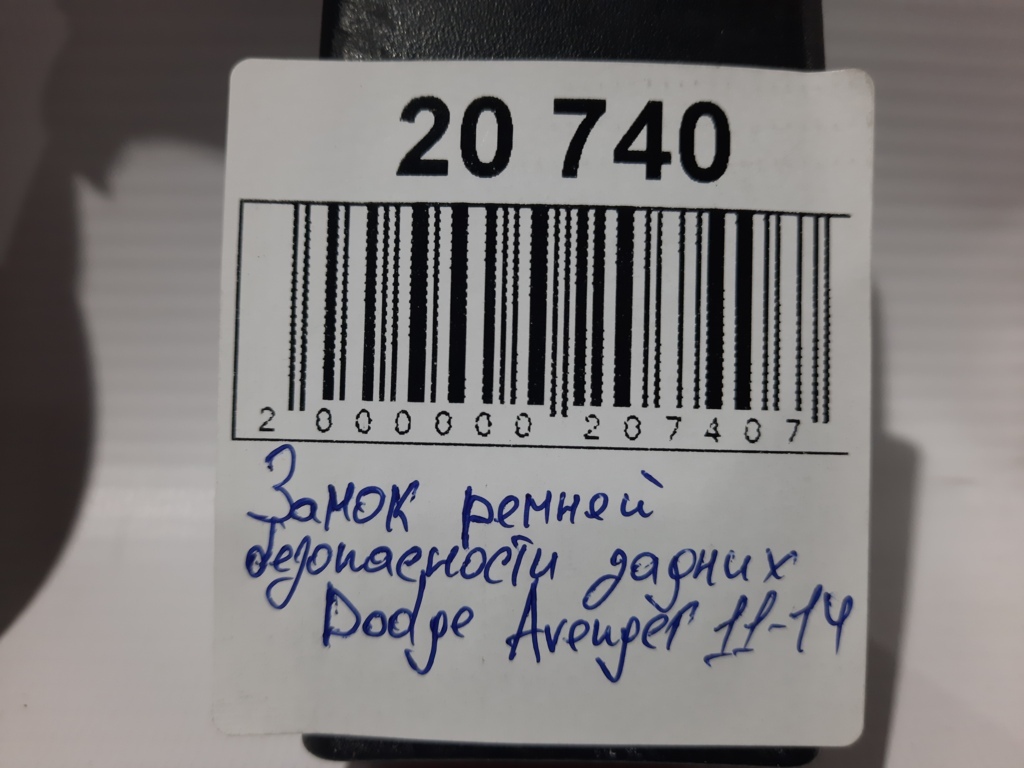 20 740
2 000000 207407
Замок ремней
безопасности задних
Dodge Avenger 11-14